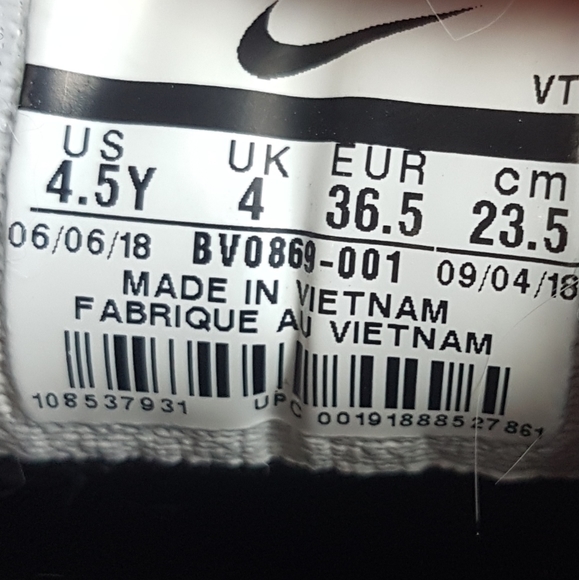 VT
US UK EUR cm
4.5Y 4 36.5 23.5
06/06/18 BV0869-001 09/04/18
MADE IN VIETNAM
FABRIQUE AU VIETNAM
108537931 UPC